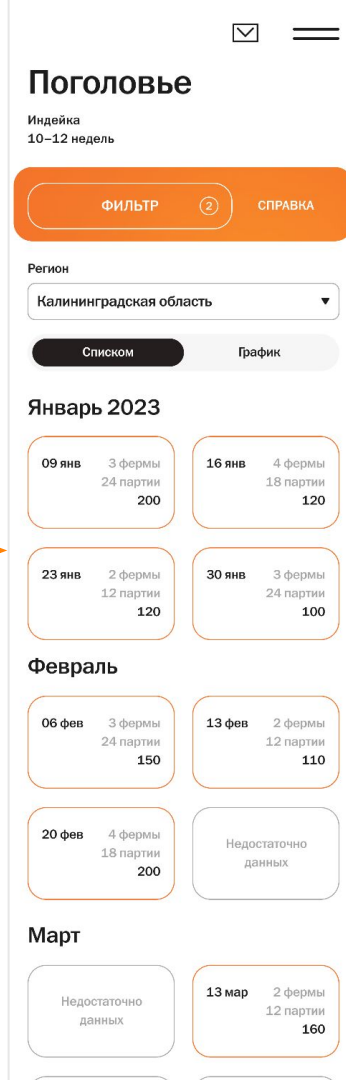 Поголовье
Индейка
10–12 недель
ФИЛЬТР 2 СПРАВКА
Регион
Калининградская область
Списком График
Январь 2023
09 янв 3 фермы
24 партии
200
16 янв 4 фермы
18 партии
120
23 янв 2 фермы
12 партии
120
30 янв 3 фермы
24 партии
100
Февраль
06 фев 3 фермы
24 партии
150
13 фев 2 фермы
12 партии
110
20 фев 4 фермы
18 партии
200
Недостаточно
данных
Март
Недостаточно
данных
13 мар 2 фермы
12 партии
160